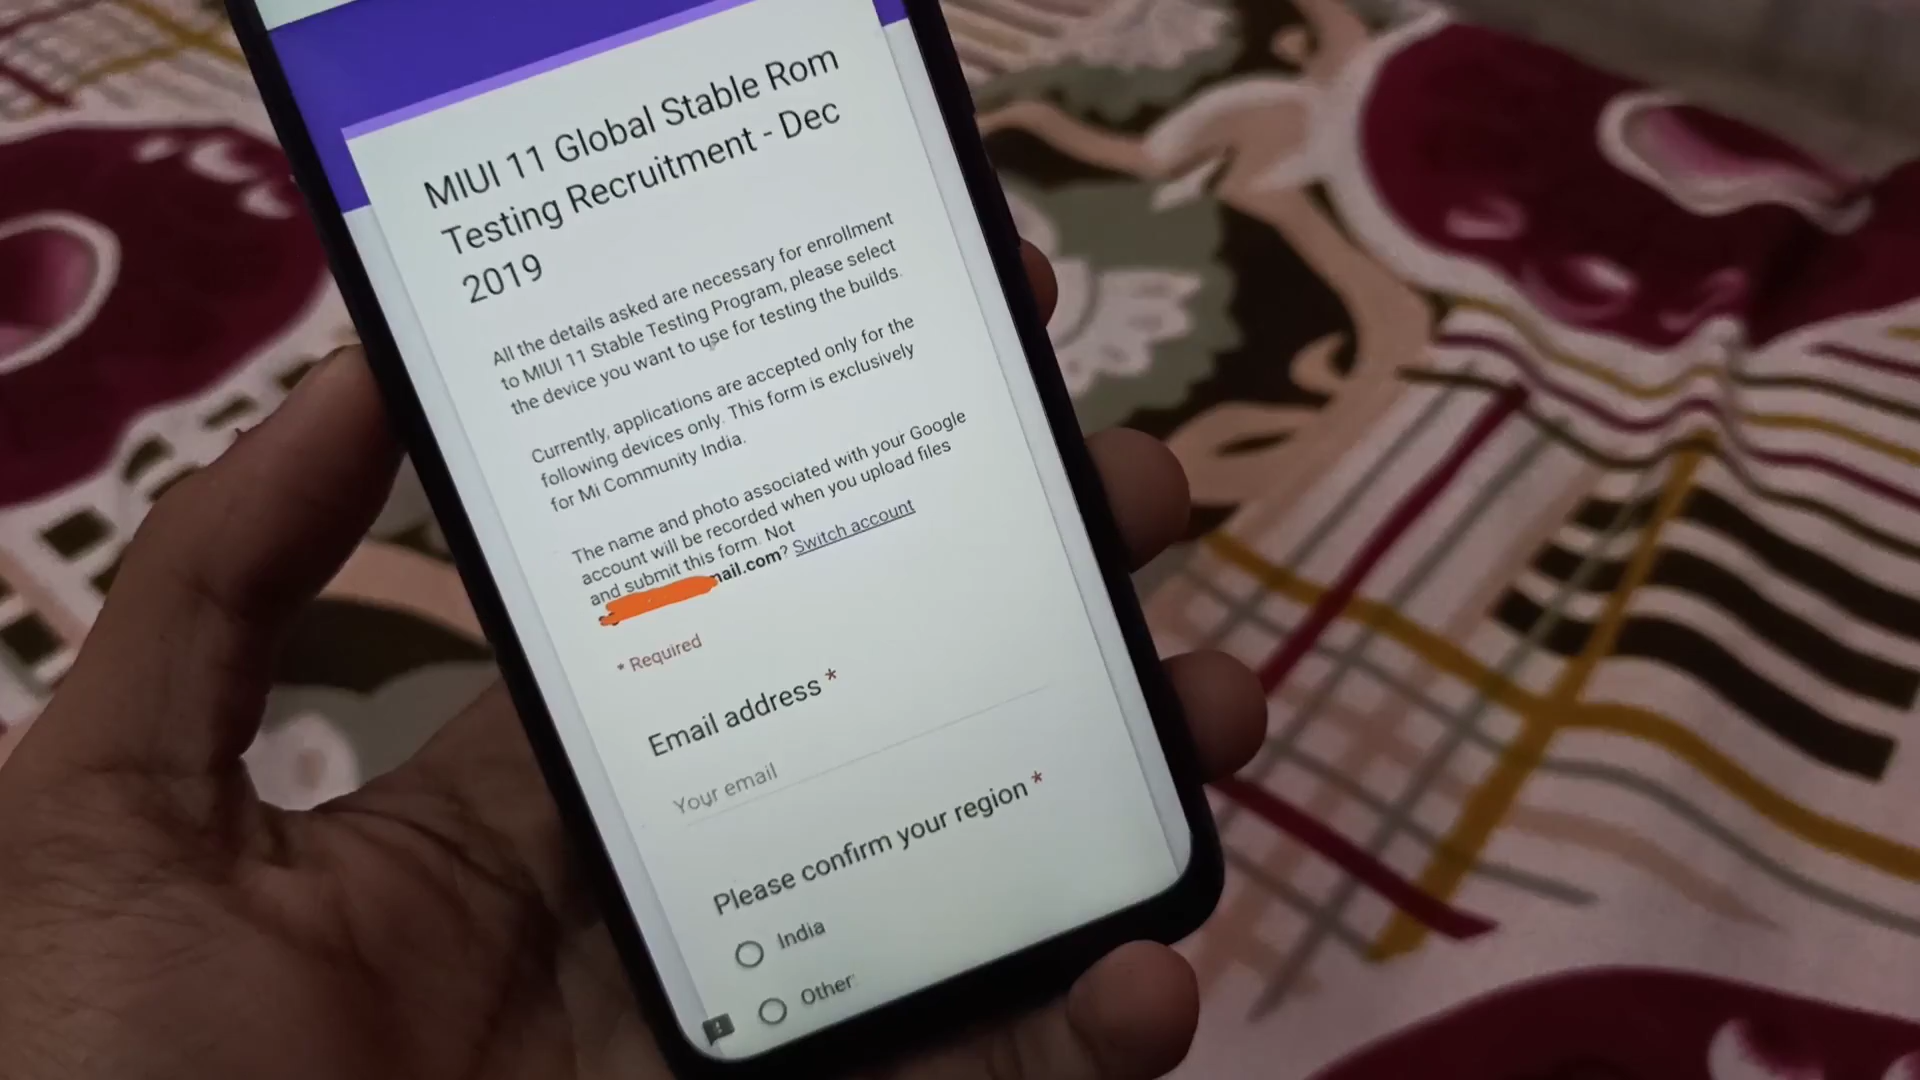 MIUI 11 Global Stable Rom
Testing Recruitment - Dec
2019
All the details asked are necessary for enrollment
to MIUI 11 Stable Testing Program, please select
the device you want to use for testing the builds.
Currently, applications are accepted only for the
following devices only. This form is exclusively
for Mi Community India.
The name and photo associated with your Google
account will be recorded when you upload files
and submit this form. Not
nail.com? Switch account
* Required
Email address *
Your email
Please confirm your region *
India
Other: